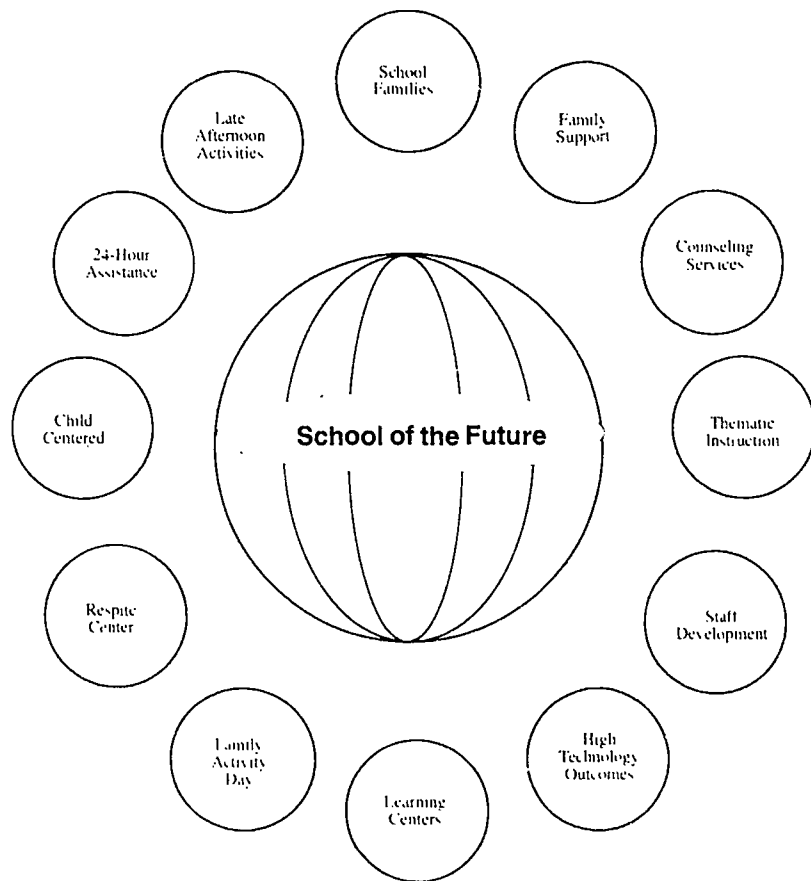 School
Families
Family
Support
Counseling
Services
Thematic
Instruction
Staff
Development
High
Technology
Outcomes
Learning
Centers
Family
Activity
Day
Respite
Center
Child
Centered
24-Hour
Assistance
Late
Afternoon
Activities
School of the Future